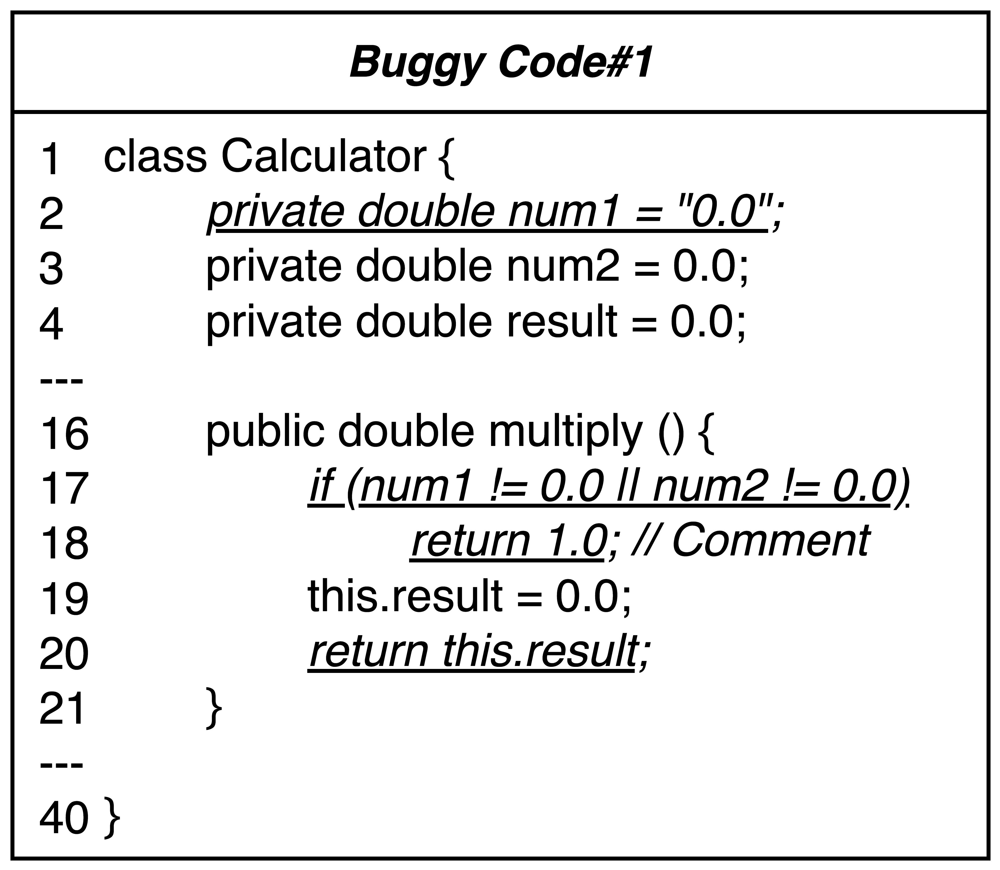 Buggy Code#1
1 class Calculator {
2 private double num1 = "0.0";
3 private double num2 = 0.0;
4 private double result = 0.0;
---
16 public double multiply () {
17 if (num1 != 0.0 || num2 != 0.0)
18 return 1.0; // Comment
19 this.result = 0.0;
20 return this.result;
21 }
---
40 }